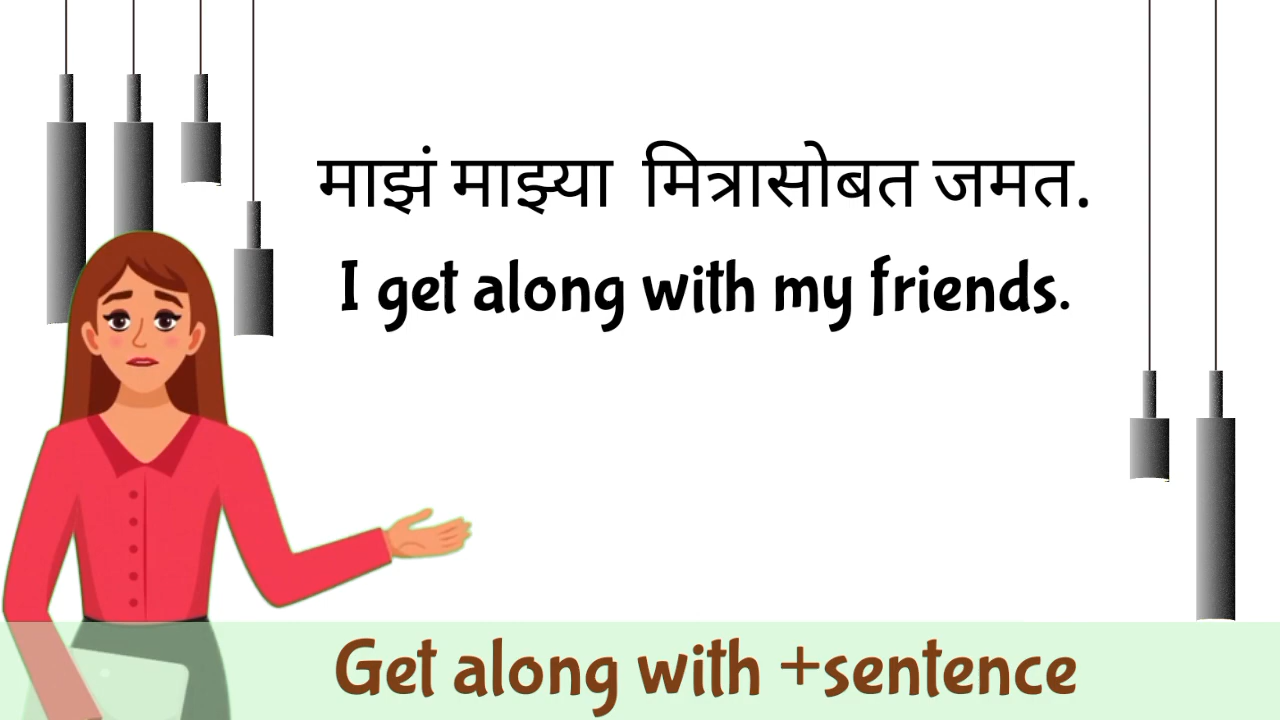 माझं माझ्या मित्रासोबत जमत.
I get along with my friends.
Get along with +sentence